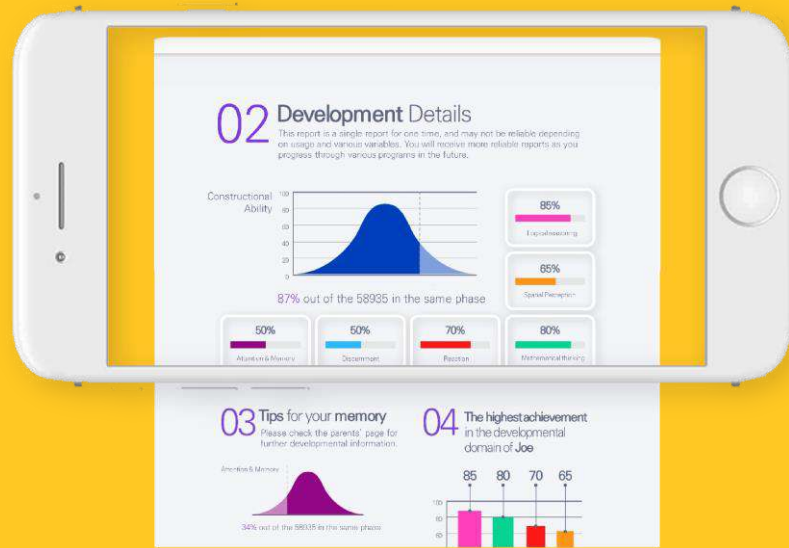 02 Development Details
This report is a single report for one time, and may not be reliable depending
on usage and various variables. You will receive more reliable reports as you
progress through various programs in the future.
Constructional
Ability
100
80
60
40
20
0
87% out of the 58935 in the same phase
85%
Logical reasoning
65%
Spatial Perception
50%
Attention & Memory
50%
Discernment
70%
Reaction
80%
Mathematical thinking
03 Tips for your memory
Please check the parents' page for
further developmental information.
Attention & Memory
34% out of the 58935 in the same phase
04 The highest achievement
in the developmental
domain of Joe
85 80 70 65
100
80
60